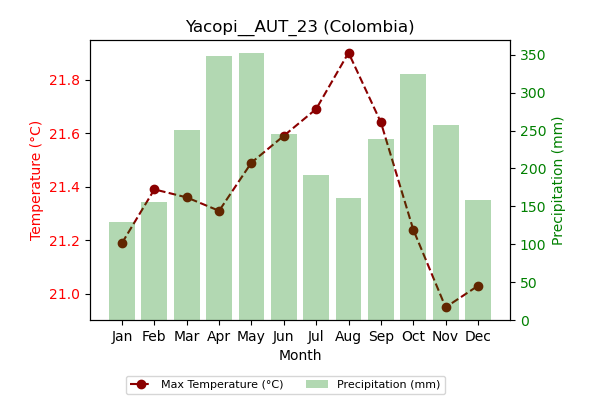 Yacopi__AUT_23 (Colombia)
Temperature (°C)
21.8
21.6
21.4
21.2
21.0
350
300
250
200
150
100
50
0
Precipitation (mm)
Jan Feb Mar Apr May Jun Jul Aug Sep Oct Nov Dec
Month
Max Temperature (°C) Precipitation (mm)